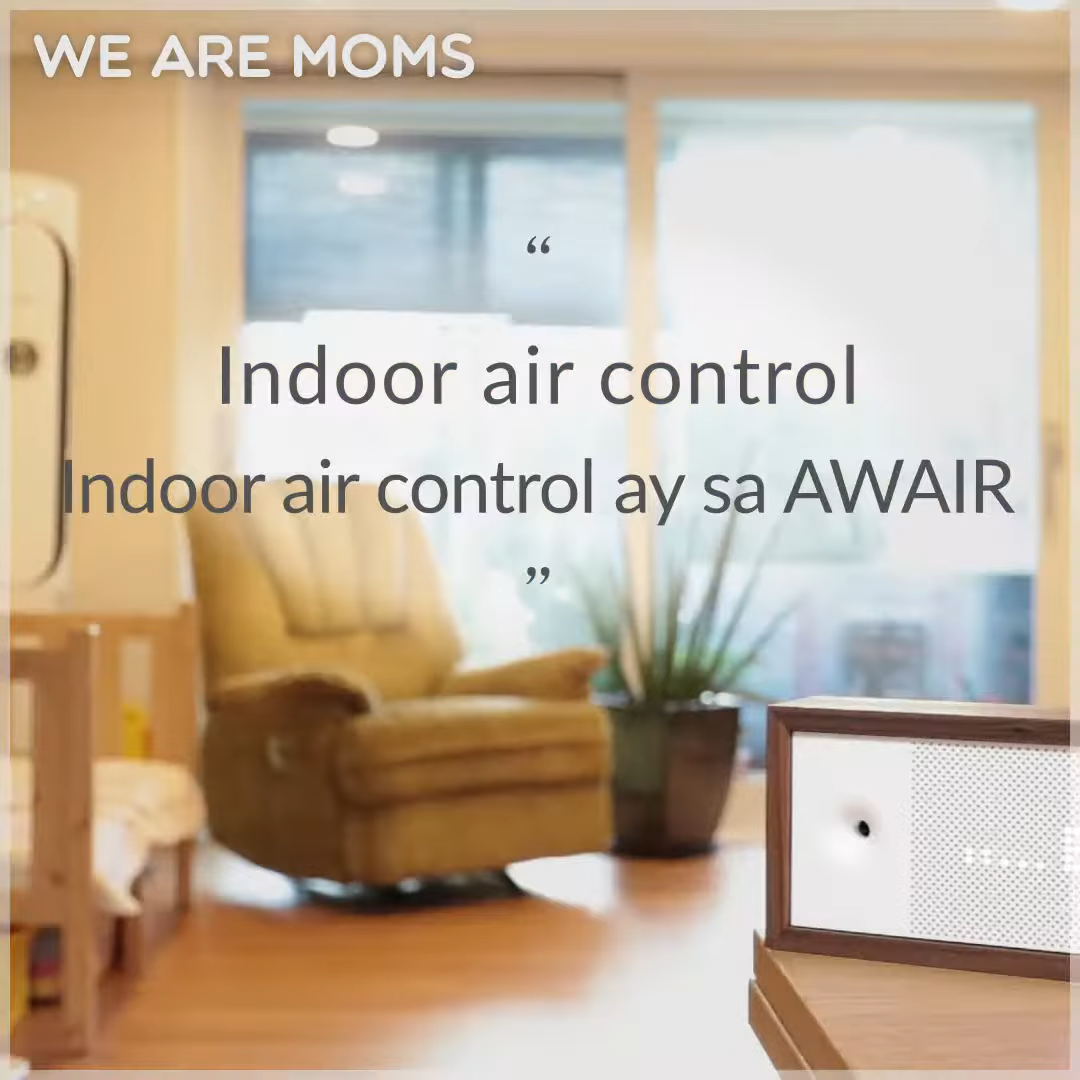 WE ARE MOMS
“
Indoor air control
Indoor air control ay sa AWAIR
”